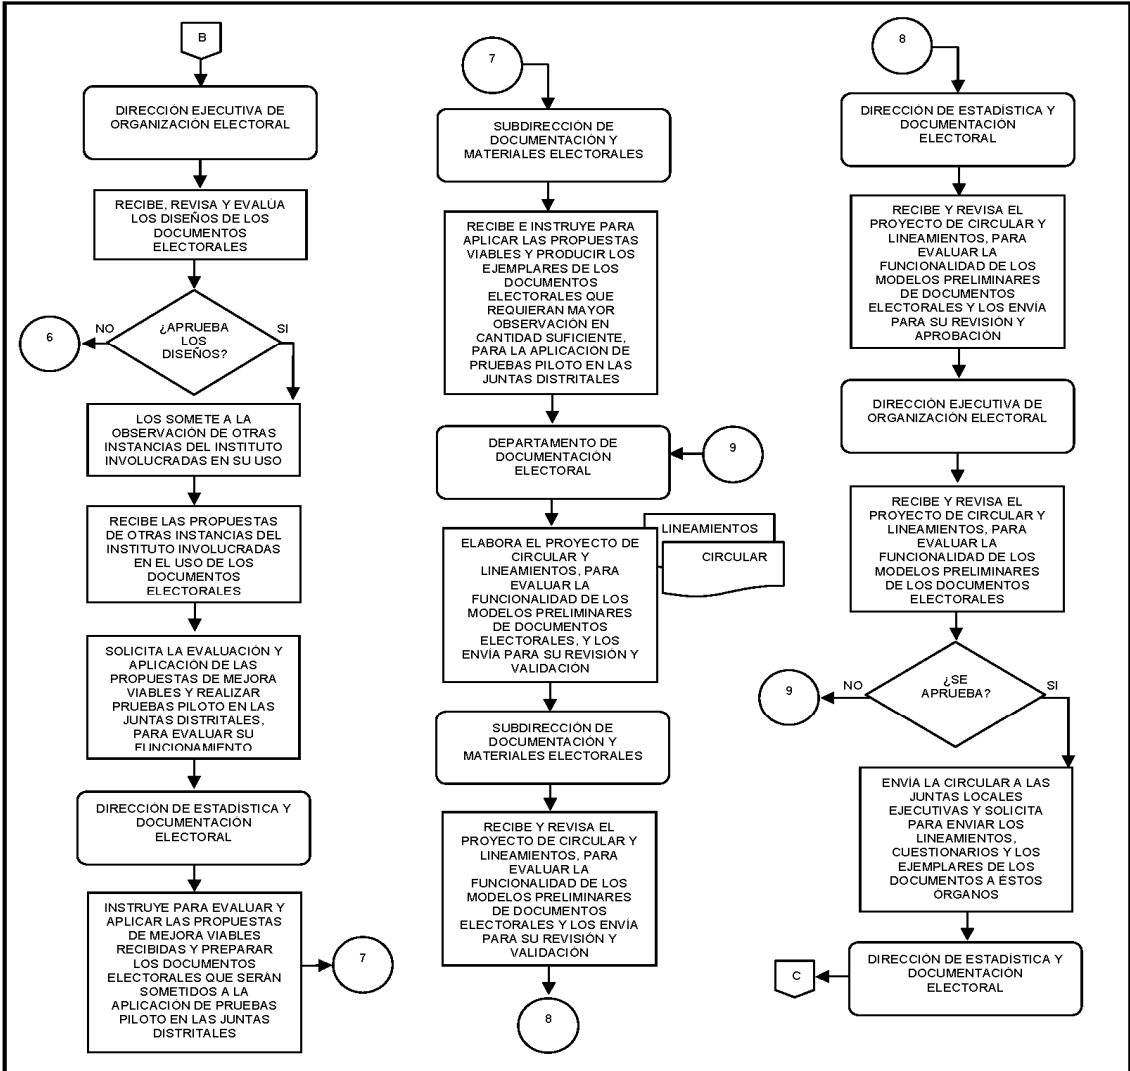 B
DIRECCIÓN EJECUTIVA DE
ORGANIZACIÓN ELECTORAL
RECIBE, REVISA Y EVALÚA
LOS DISEÑOS DE LOS
DOCUMENTOS
ELECTORALES
6
NO
¿APRUEBA
LOS
DISEÑOS?
SI
LOS SOMETE A LA
OBSERVACIÓN DE OTRAS
INSTANCIAS DEL INSTITUTO
INVOLUCRADAS EN SU USO
RECIBE LAS PROPUESTAS
DE OTRAS INSTANCIAS DEL
INSTITUTO INVOLUCRADAS
EN EL USO DE LOS
DOCUMENTOS
ELECTORALES
SOLICITA LA EVALUACIÓN Y
APLICACIÓN DE LAS
PROPUESTAS DE MEJORA
VIABLES Y REALIZAR
PRUEBAS PILOTO EN LAS
JUNTAS DISTRITALES,
PARA EVALUAR SU
FUNCIONAMIENTO
DIRECCIÓN DE ESTADÍSTICA Y
DOCUMENTACIÓN
ELECTORAL
INSTRUYE PARA EVALUAR Y
APLICAR LAS PROPUESTAS
DE MEJORA VIABLES
RECIBIDAS Y PREPARAR
LOS DOCUMENTOS
ELECTORALES QUE SERÁN
SOMETIDOS A LA
APLICACIÓN DE PRUEBAS
PILOTO EN LAS JUNTAS
DISTRITALES
7
7
SUBDIRECCIÓN DE
DOCUMENTACIÓN Y
MATERIALES ELECTORALES
RECIBE E INSTRUYE PARA
APLICAR LAS PROPUESTAS
VIABLES Y PRODUCIR LOS
EJEMPLARES DE LOS
DOCUMENTOS
ELECTORALES QUE
REQUIERAN MAYOR
OBSERVACIÓN EN
CANTIDAD SUFICIENTE,
PARA LA APLICACIÓN DE
PRUEBAS PILOTO EN LAS
JUNTAS DISTRITALES
DEPARTAMENTO DE
DOCUMENTACIÓN
ELECTORAL
9
LINEAMIENTOS
CIRCULAR
ELABORA EL PROYECTO DE
CIRCULAR Y
LINEAMIENTOS, PARA
EVALUAR LA
FUNCIONALIDAD DE LOS
MODELOS PRELIMINARES
DE DOCUMENTOS
ELECTORALES, Y LOS
ENVÍA PARA SU REVISIÓN Y
VALIDACIÓN
SUBDIRECCIÓN DE
DOCUMENTACIÓN Y
MATERIALES ELECTORALES
RECIBE Y REVISA EL
PROYECTO DE CIRCULAR Y
LINEAMIENTOS, PARA
EVALUAR LA
FUNCIONALIDAD DE LOS
MODELOS PRELIMINARES
DE DOCUMENTOS
ELECTORALES Y LOS ENVÍA
PARA SU REVISIÓN Y
VALIDACIÓN
8
8
DIRECCIÓN DE ESTADÍSTICA Y
DOCUMENTACIÓN
ELECTORAL
RECIBE Y REVISA EL
PROYECTO DE CIRCULAR Y
LINEAMIENTOS, PARA
EVALUAR LA
FUNCIONALIDAD DE LOS
MODELOS PRELIMINARES
DE DOCUMENTOS
ELECTORALES Y LOS ENVÍA
PARA SU REVISIÓN Y
APROBACIÓN
DIRECCIÓN EJECUTIVA DE
ORGANIZACIÓN ELECTORAL
RECIBE Y REVISA EL
PROYECTO DE CIRCULAR Y
LINEAMIENTOS, PARA
EVALUAR LA
FUNCIONALIDAD DE LOS
MODELOS PRELIMINARES
DE LOS DOCUMENTOS
ELECTORALES
9
NO
¿SE
APRUEBA?
SI
ENVÍA LA CIRCULAR A LAS
JUNTAS LOCALES
EJECUTIVAS Y SOLICITA
PARA ENVIAR LOS
LINEAMIENTOS,
CUESTIONARIOS Y LOS
EJEMPLARES DE LOS
DOCUMENTOS A ÉSTOS
ÓRGANOS
C
DIRECCIÓN DE ESTADÍSTICA Y
DOCUMENTACIÓN
ELECTORAL